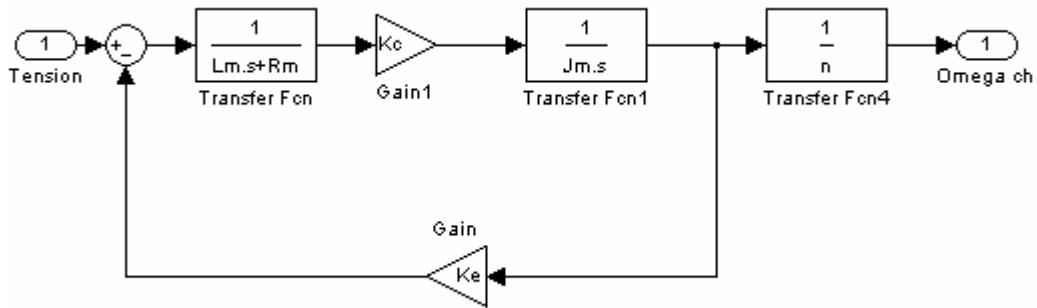 1
Tension
+
-
1
Lm.s+Rm
Transfer Fcn
Kc
Gain1
1
Jm.s
Transfer Fcn1
1
n
Transfer Fcn4
1
Omega ch
Gain
Ke